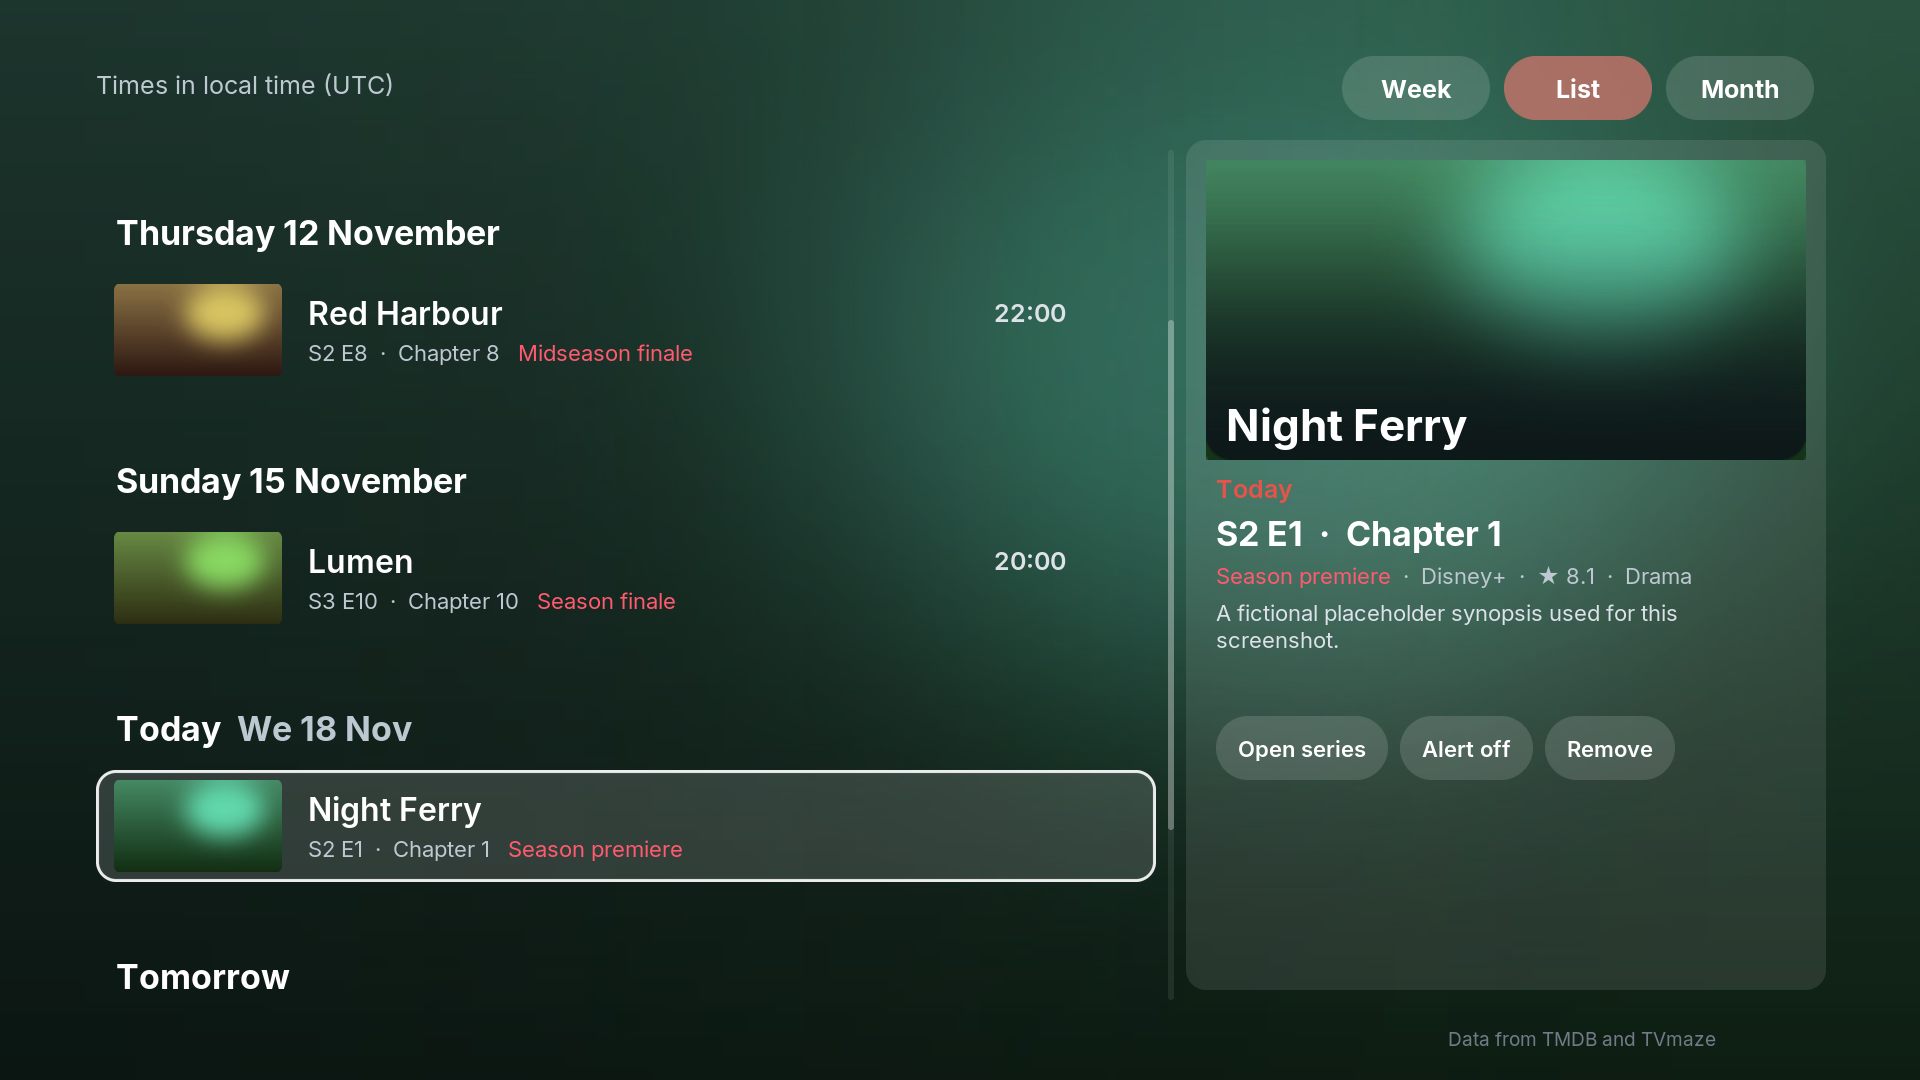 Times in local time (UTC)
Week
List
Month
Thursday 12 November
Red Harbour
22:00
S2 E8 · Chapter 8 Midseason finale
Sunday 15 November
Lumen
20:00
S3 E10 · Chapter 10 Season finale
Today We 18 Nov
Night Ferry
S2 E1 · Chapter 1 Season premiere
Tomorrow
Night Ferry
Today
S2 E1 · Chapter 1
Season premiere · Disney+ · ★ 8.1 · Drama
A fictional placeholder synopsis used for this
screenshot.
Open series
Alert off
Remove
Data from TMDB and TVmaze